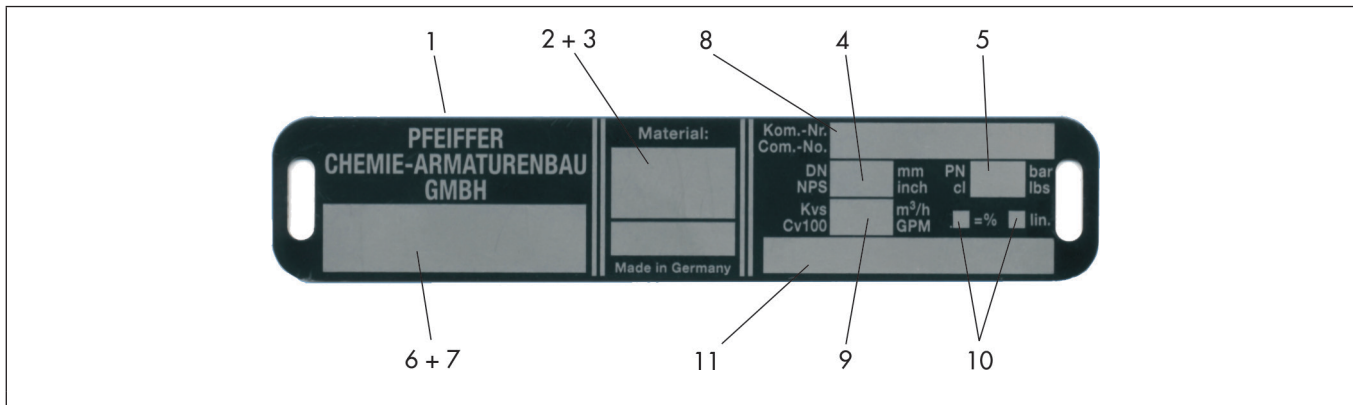 1 2 + 3 8 4 5
PFEIFFER
CHEMIE-ARMATURENBAU
GMBH
Material:
Made in Germany
Kom.-Nr.
Com.-No.
DN mm PN bar
NPS inch cl lbs
Kvs m³/h
Cv100 GPM =% lin.
6 + 7 11 9 10